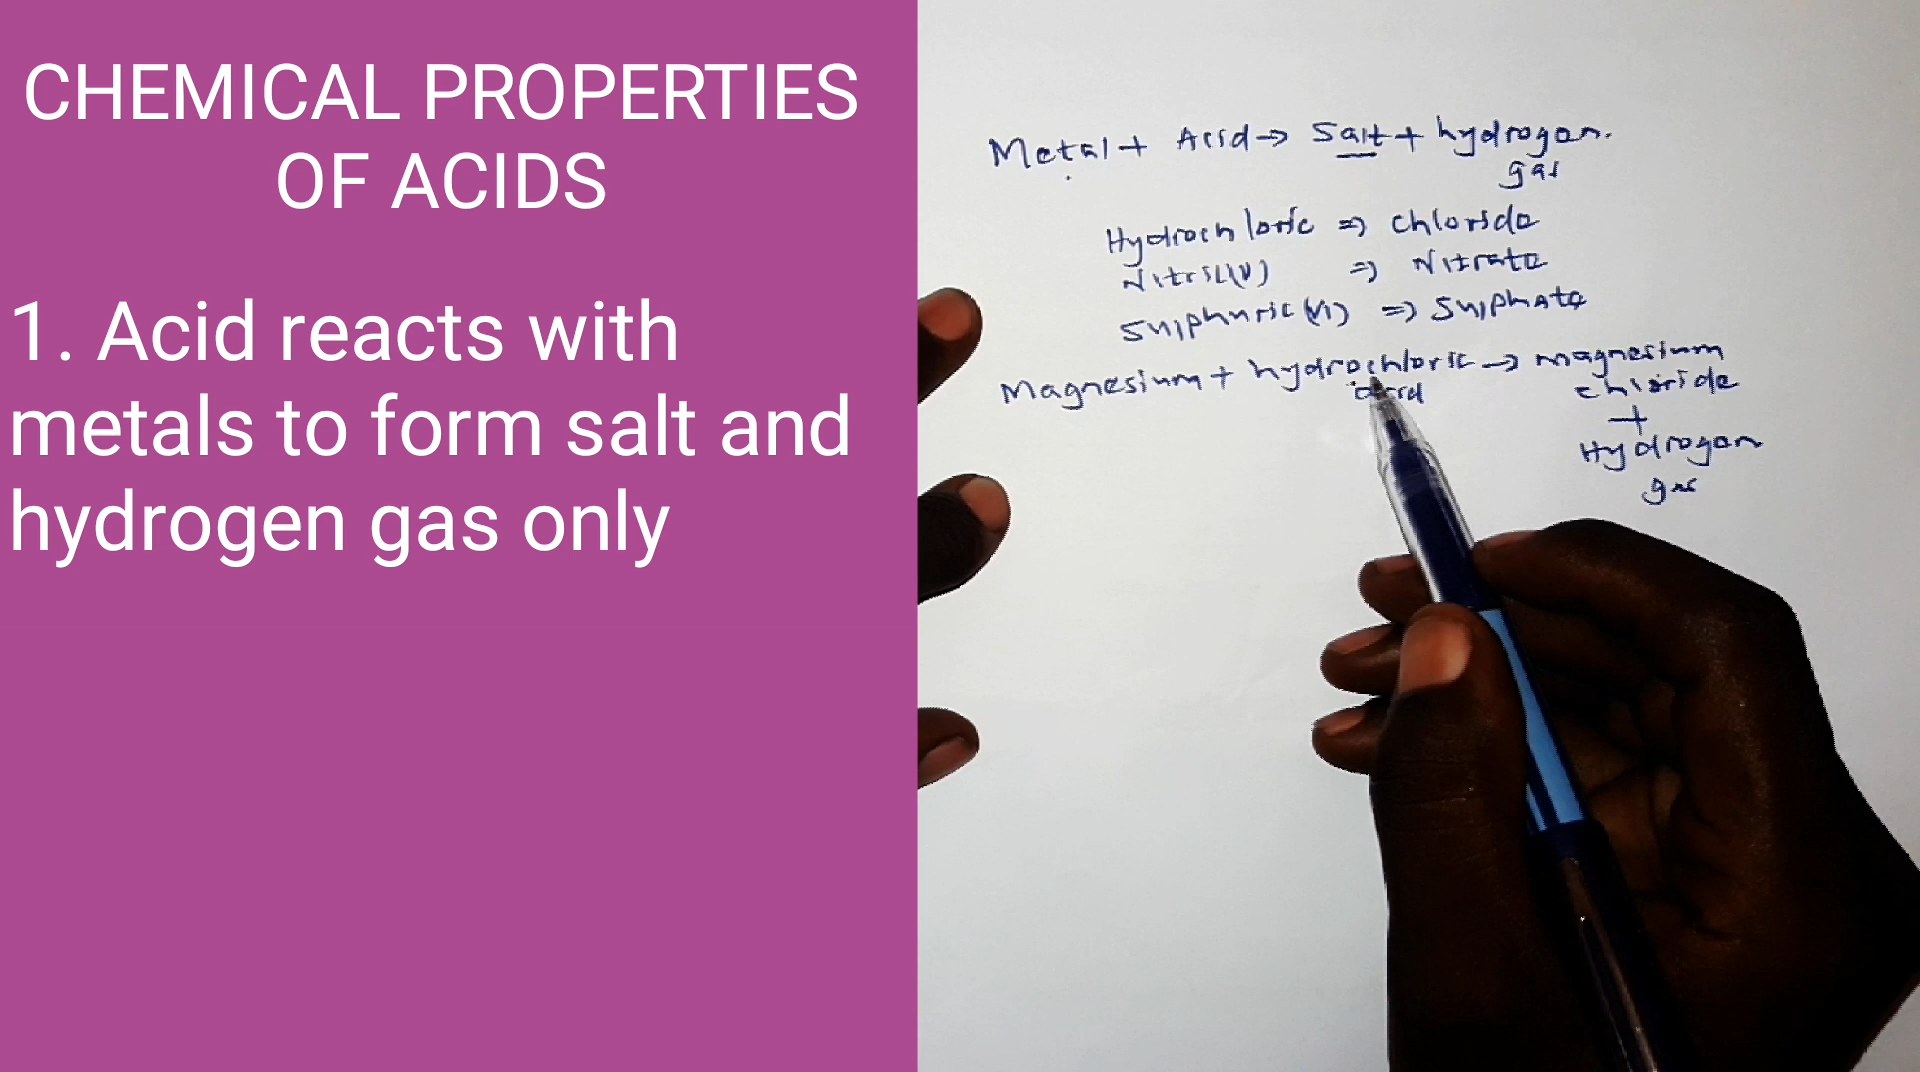 CHEMICAL PROPERTIES
OF ACIDS
1. Acid reacts with
metals to form salt and
hydrogen gas only
Metal + Acid → Salt + hydrogen.
gas
Hydrochloric ⇒ chloride
Nitric(V) ⇒ Nitrate
Sulphuric(VI) ⇒ Sulphate
Magnesium + hydrochloric → magnesium
acid chloride
+
Hydrogen
gas